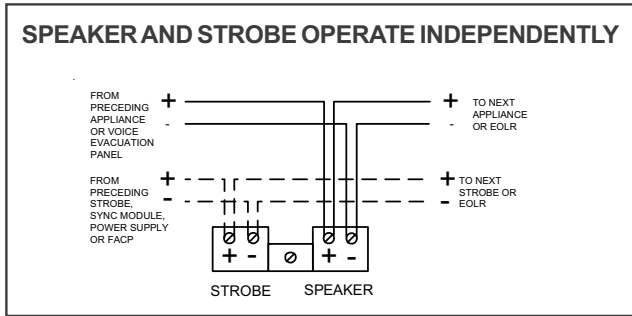 SPEAKER AND STROBE OPERATE INDEPENDENTLY
FROM
PRECEDING
APPLIANCE
OR VOICE
EVACUATION
PANEL
+
-
+
-
TO NEXT
APPLIANCE
OR EOLR
FROM
PRECEDING
STROBE,
SYNC MODULE,
POWER SUPPLY
OR FACP
+
-
+
-
TO NEXT
STROBE OR
EOLR
+ - + -
STROBE SPEAKER